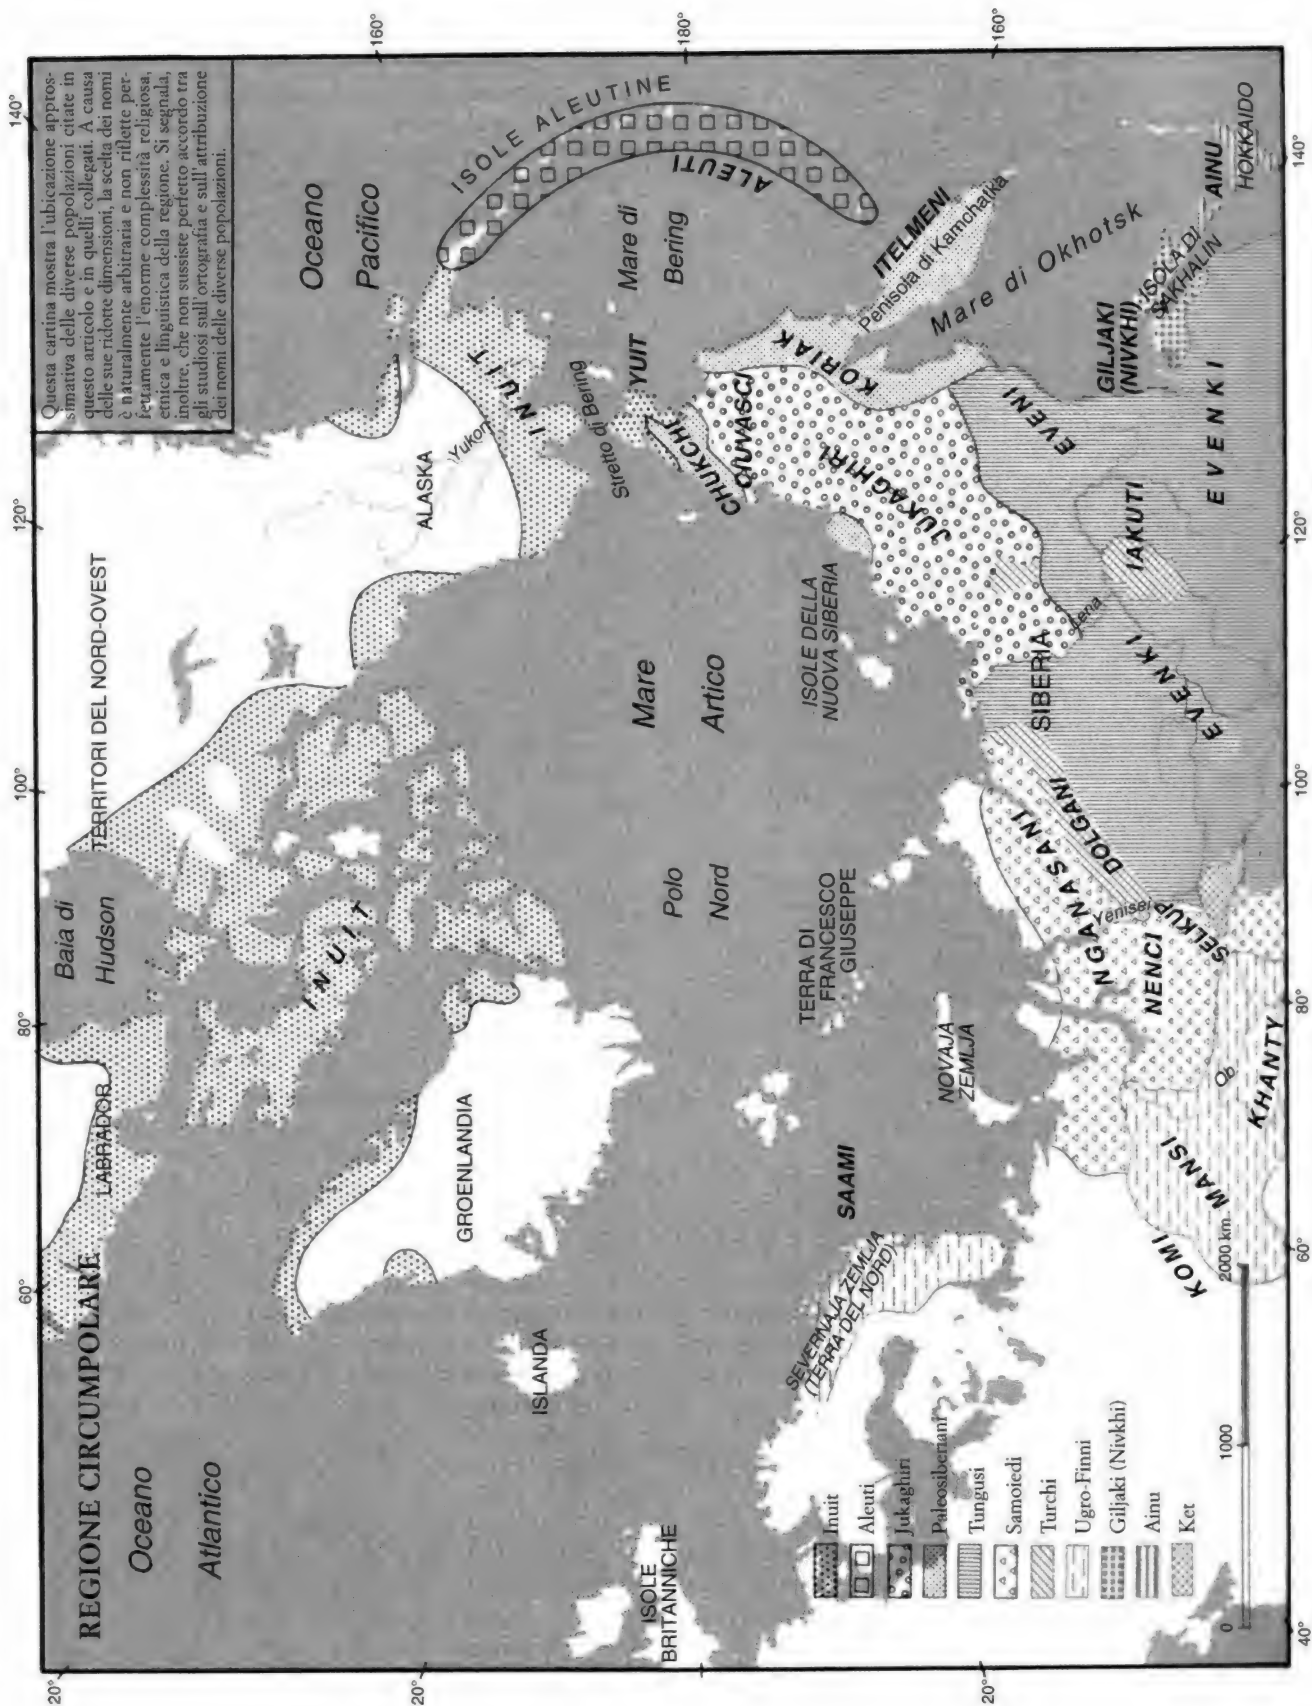 REGIONE CIRCUMPOLARE
Questa cartina mostra l'ubicazione appros-
simativa delle diverse popolazioni citate in
questo articolo e in quelli collegati. A causa
delle sue ridotte dimensioni, la scelta dei nomi
è naturalmente arbitraria e non riflette per-
fettamente l'enorme complessità religiosa,
etnica e linguistica della regione. Si segnala,
inoltre, che non sussiste perfetto accordo tra
gli studiosi sull'ortografia e sull'attribuzione
dei nomi delle diverse popolazioni.
20°
60°
80°
100°
120°
140°
Oceano
Atlantico
LABRADOR
Baia di
Hudson
TERRITORI DEL NORD-OVEST
INUIT
GROENLANDIA
ISLANDA
ISOLE
BRITANNICHE
ALASKA
Yukon
INUIT
Oceano
Pacifico
ISOLE ALEUTINE
ALEUTI
Mare di
Bering
Stretto di Bering
YUIT
160°
180°
160°
20°
20°
Mare
Artico
Polo
Nord
CHUKCHI
CIUVASCI
KORIAK
ITELMENI
Penisola di Kamchatka
Mare di Okhotsk
JUKAGHIRI
ISOLE DELLA
NUOVA SIBERIA
TERRA DI
FRANCESCO
GIUSEPPE
NOVAJA
ZEMLJA
SAAMI
SEVERNAJA ZEMLJA
(TERRA DEL NORD)
SIBERIA
Lena
EVENI
IAKUTI
EVENKI
EVENKI
GILJAKI
(NIVKHI)
ISOLA DI
SAKHALIN
AINU
HOKKAIDO
DOLGANI
NGANASANI
Yenisei
NENCI
SELKUP
Ob
KHANTY
MANSI
KOMI
Inuit
Aleuti
Jukaghiri
Paleosiberiani
Tungusi
Samoiedi
Turchi
Ugro-Finni
Giljaki (Nivkhi)
Ainu
Ket
0
1000
2000 km.
40°
60°
80°
100°
120°
140°